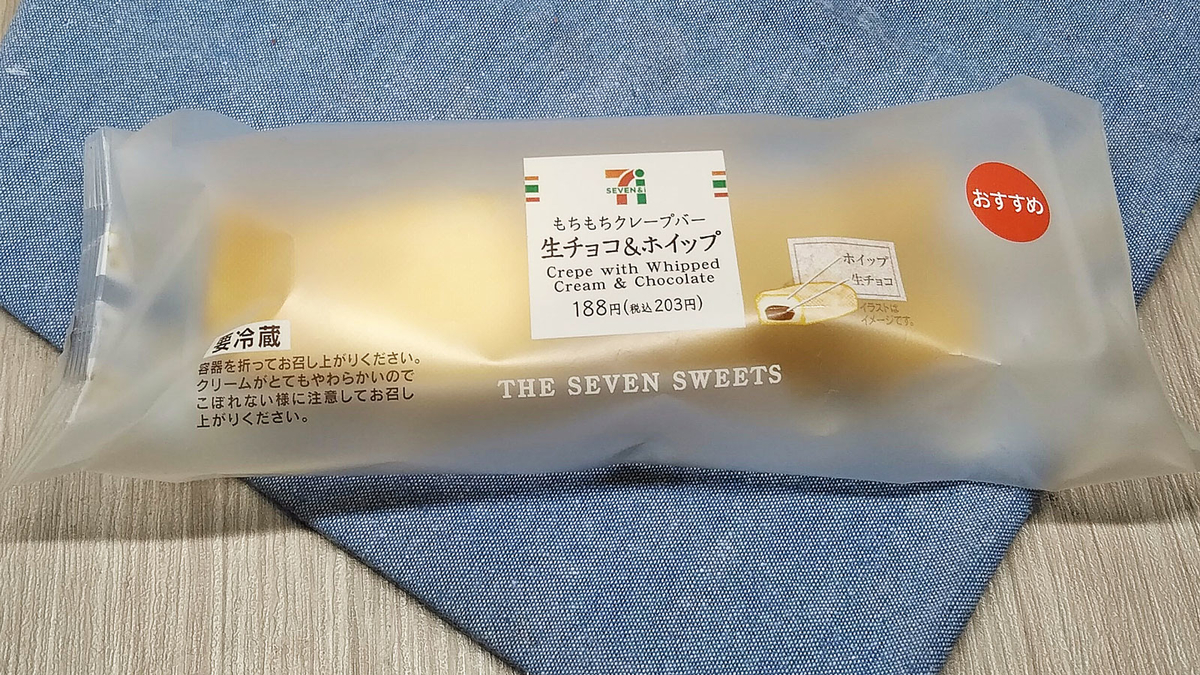 SEVEN&i
もちもちクレープバー
生チョコ&ホイップ
Crepe with Whipped
Cream & Chocolate
188円(税込203円)
おすすめ
ホイップ
生チョコ
イラストは
イメージです。
要冷蔵
容器を折ってお召し上がりください。
クリームがとてもやわらかいので
こぼれない様に注意してお召し
上がりください。
THE SEVEN SWEETS